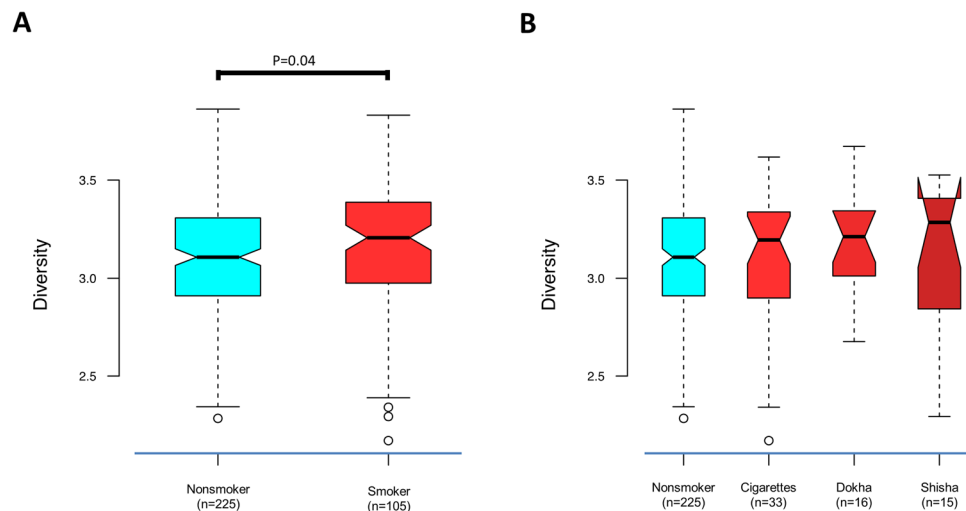 A
P=0.04
Diversity
3.5
3.0
2.5
Nonsmoker
(n=225)
Smoker
(n=105)
B
Diversity
3.5
3.0
2.5
Nonsmoker
(n=225)
Cigarettes
(n=33)
Dokha
(n=16)
Shisha
(n=15)